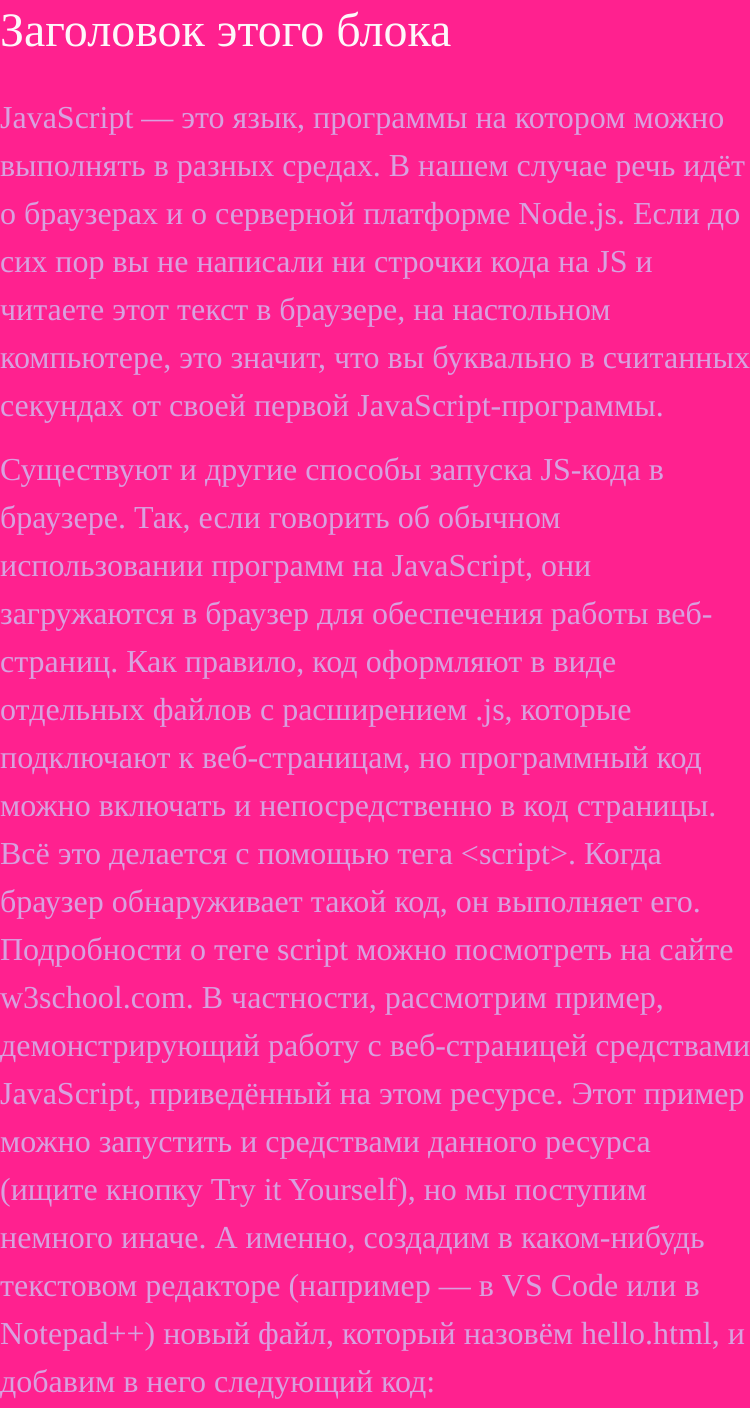 Заголовок этого блока
JavaScript — это язык, программы на котором можно
выполнять в разных средах. В нашем случае речь идёт
о браузерах и о серверной платформе Node.js. Если до
сих пор вы не написали ни строчки кода на JS и
читаете этот текст в браузере, на настольном
компьютере, это значит, что вы буквально в считанных
секундах от своей первой JavaScript-программы.
Существуют и другие способы запуска JS-кода в
браузере. Так, если говорить об обычном
использовании программ на JavaScript, они
загружаются в браузер для обеспечения работы веб-
страниц. Как правило, код оформляют в виде
отдельных файлов с расширением .js, которые
подключают к веб-страницам, но программный код
можно включать и непосредственно в код страницы.
Всё это делается с помощью тега <script>. Когда
браузер обнаруживает такой код, он выполняет его.
Подробности о теге script можно посмотреть на сайте
w3school.com. В частности, рассмотрим пример,
демонстрирующий работу с веб-страницей средствами
JavaScript, приведённый на этом ресурсе. Этот пример
можно запустить и средствами данного ресурса
(ищите кнопку Try it Yourself), но мы поступим
немного иначе. А именно, создадим в каком-нибудь
текстовом редакторе (например — в VS Code или в
Notepad++) новый файл, который назовём hello.html, и
добавим в него следующий код: